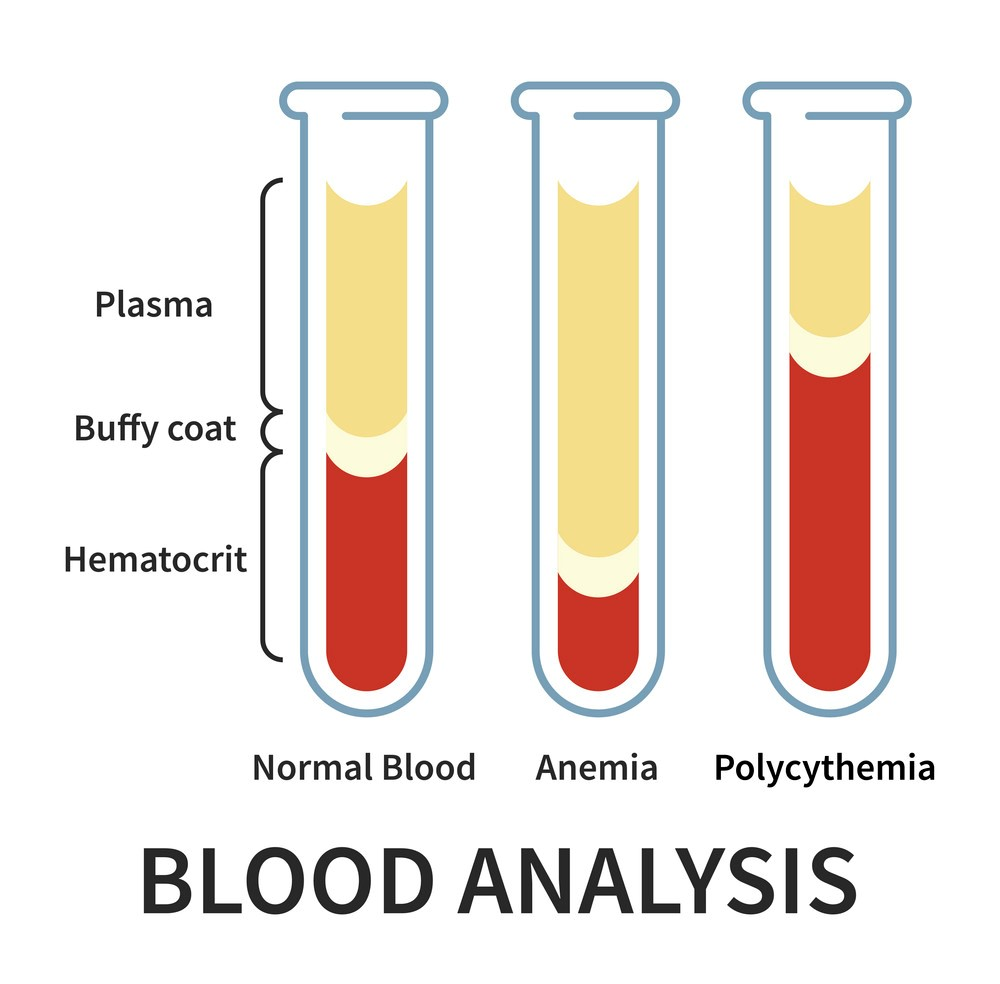 Plasma
Buffy coat
Hematocrit
Normal Blood
Anemia
Polycythemia
BLOOD ANALYSIS